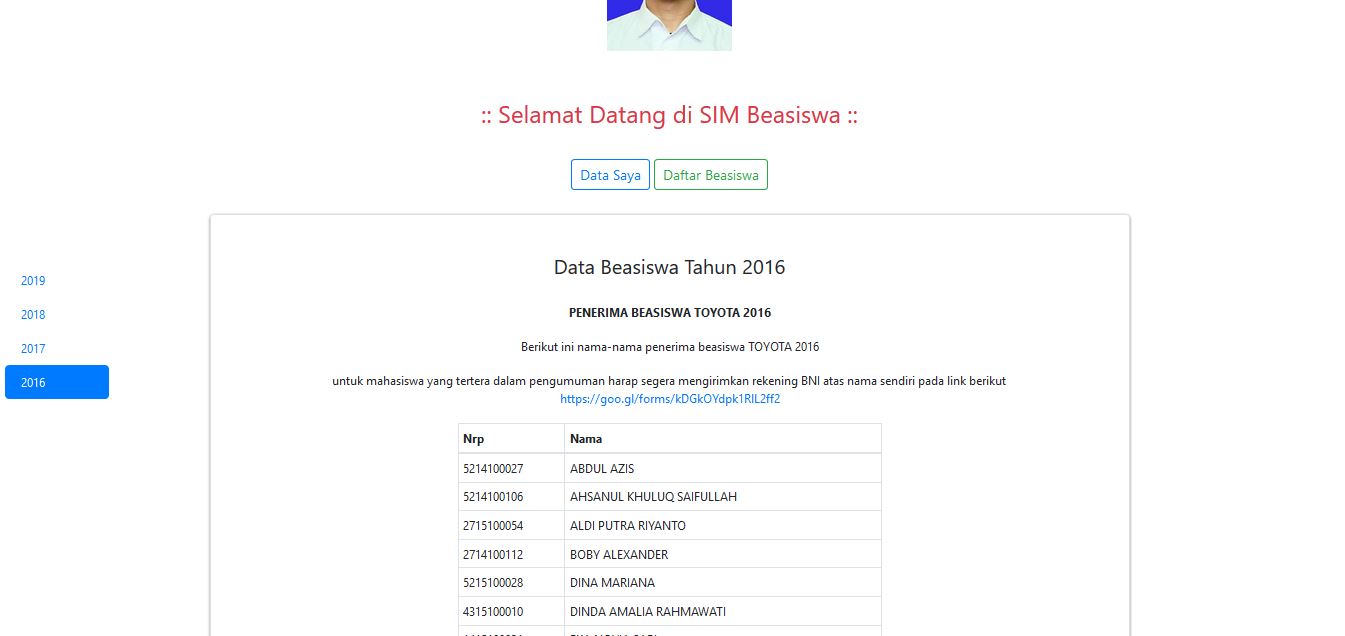 :: Selamat Datang di SIM Beasiswa ::
Data Saya Daftar Beasiswa
2019
2018
2017
2016
Data Beasiswa Tahun 2016
PENERIMA BEASISWA TOYOTA 2016
Berikut ini nama-nama penerima beasiswa TOYOTA 2016
untuk mahasiswa yang tertera dalam pengumuman harap segera mengirimkan rekening BNI atas nama sendiri pada link berikut
https://goo.gl/forms/kDGkOYdpk1RlL2ff2
Nrp Nama
5214100027 ABDUL AZIS
5214100106 AHSANUL KHULUQ SAIFULLAH
2715100054 ALDI PUTRA RIYANTO
2714100112 BOBY ALEXANDER
5215100028 DINA MARIANA
4315100010 DINDA AMALIA RAHMAWATI